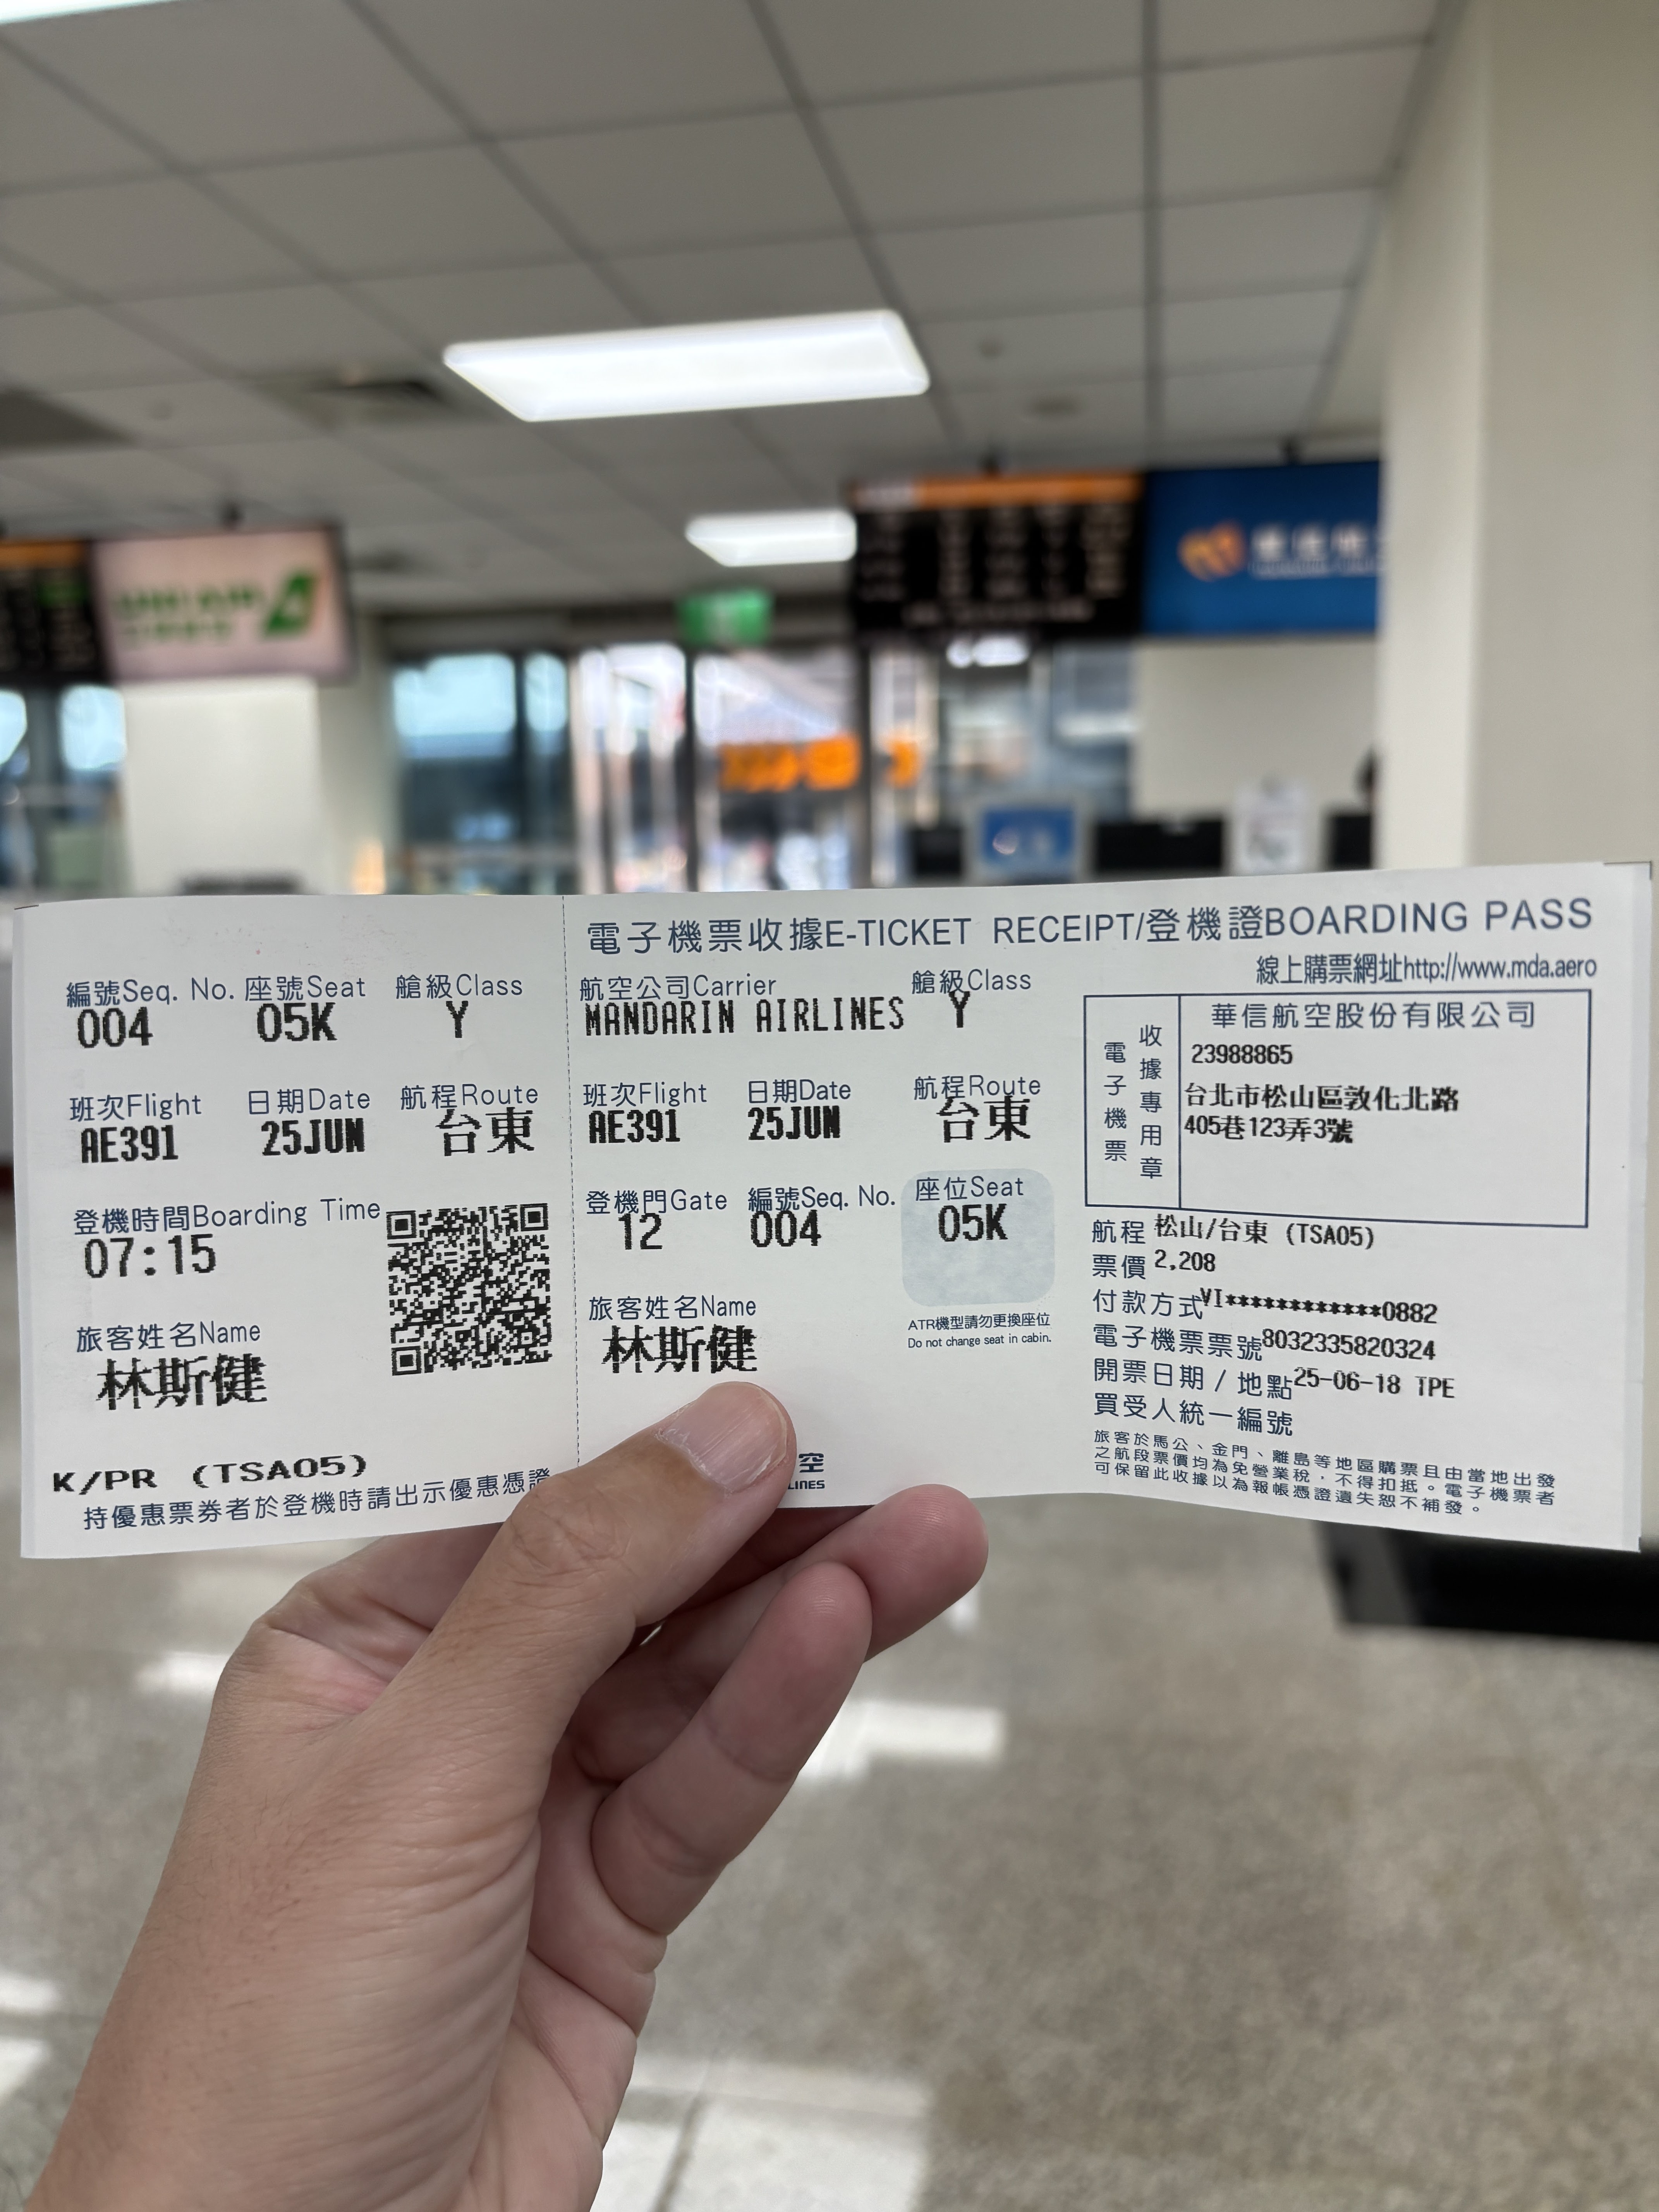 編號Seq. No. 座號Seat 艙級Class
004 05K Y
班次Flight 日期Date 航程Route
AE391 25JUN 台東
登機時間Boarding Time
07:15
旅客姓名Name
林斯健
K/PR (TSA05)
持優惠票券者於登機時請出示優惠憑證
電子機票收據E-TICKET RECEIPT/登機證BOARDING PASS
線上購票網址http://www.mda.aero
航空公司Carrier 艙級Class
MANDARIN AIRLINES Y
班次Flight 日期Date 航程Route
AE391 25JUN 台東
登機門Gate 編號Seq. No. 座位Seat
12 004 05K
旅客姓名Name
林斯健
ATR機型請勿更換座位
Do not change seat in cabin.
空
LINES
電子機票
收據專用章
華信航空股份有限公司
23988865
台北市松山區敦化北路
405巷123弄3號
航程 松山/台東 (TSA05)
票價 2,208
付款方式VI************0882
電子機票票號8032335820324
開票日期 / 地點25-06-18 TPE
買受人統一編號
旅客於馬公、金門、離島等地區購票且由當地出發
之航段票價均為免營業稅，不得扣抵。電子機票者
可保留此收據以為報帳憑證遺失恕不補發。
UNI AIR